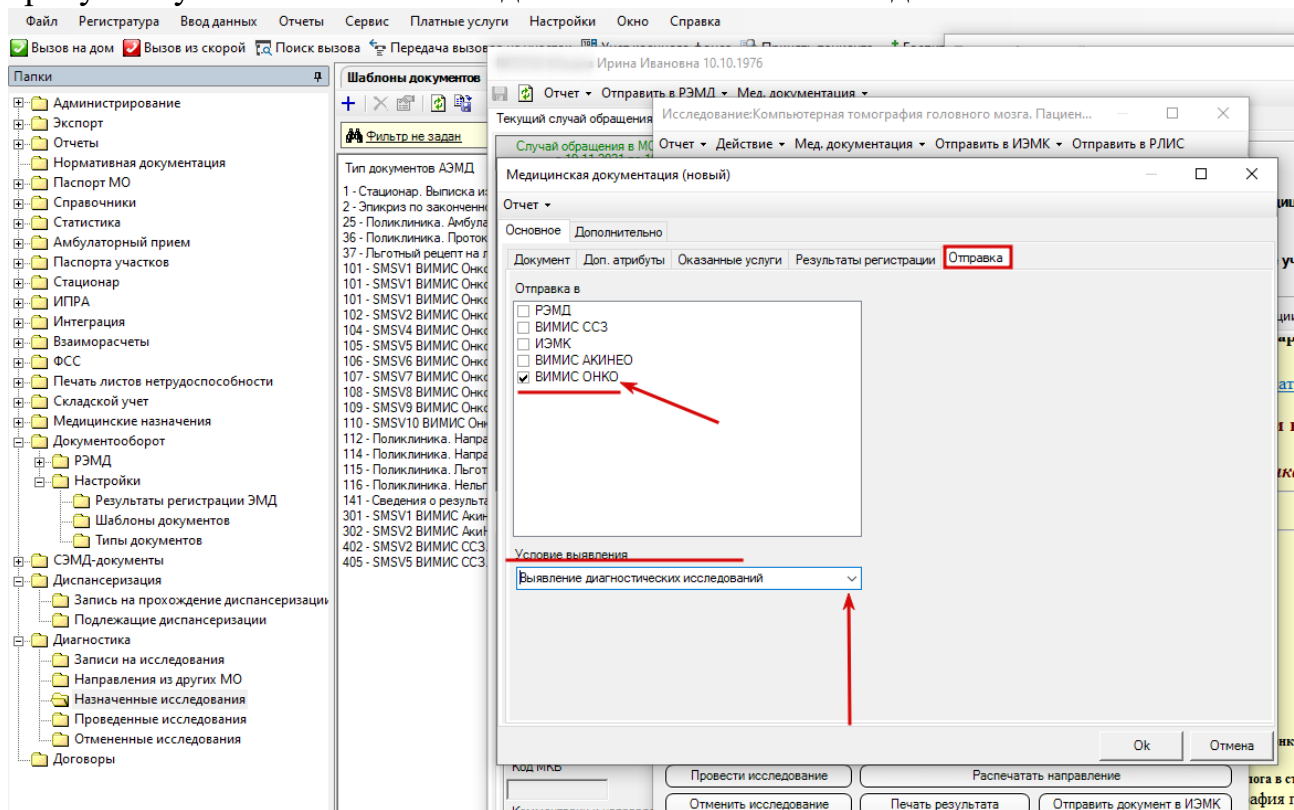 Файл Регистратура Ввод данных Отчеты Сервис Платные услуги Настройки Окно Справка
Вызов на дом Вызов из скорой Поиск вызова Передача вызова
Папки
Администрирование
Экспорт
Отчеты
Нормативная документация
Паспорт МО
Справочники
Статистика
Амбулаторный прием
Паспорта участков
Стационар
ИПРА
Интеграция
Взаиморасчеты
ФСС
Печать листов нетрудоспособности
Складской учет
Медицинские назначения
Документооборот
РЭМД
Настройки
Результаты регистрации ЭМД
Шаблоны документов
Типы документов
СЭМД-документы
Диспансеризация
Запись на прохождение диспансеризации
Подлежащие диспансеризации
Диагностика
Записи на исследования
Направления из других МО
Назначенные исследования
Проведенные исследования
Отмененные исследования
Договоры
Шаблоны документов
Фильтр не задан
Тип документов АЭМД
1 - Стационар. Выписка из
2 - Эпикриз по законченн
25 - Поликлиника. Амбула
36 - Поликлиника. Проток
37 - Льготный рецепт на л
101 - SMSV1 ВИМИС Онко
101 - SMSV1 ВИМИС Онко
101 - SMSV1 ВИМИС Онко
102 - SMSV2 ВИМИС Онко
104 - SMSV4 ВИМИС Онко
105 - SMSV5 ВИМИС Онко
106 - SMSV6 ВИМИС Онко
107 - SMSV7 ВИМИС Онко
108 - SMSV8 ВИМИС Онко
109 - SMSV9 ВИМИС Онко
110 - SMSV10 ВИМИС Он
112 - Поликлиника. Напра
114 - Поликлиника. Напра
115 - Поликлиника. Льгот
116 - Поликлиника. Нельг
141 - Сведения о результа
301 - SMSV1 ВИМИС Акин
302 - SMSV2 ВИМИС Акин
402 - SMSV2 ВИМИС ССЗ.
405 - SMSV5 ВИМИС ССЗ.
Ирина Ивановна 10.10.1976
Отчет Отправить в РЭМД Мед. документация
Текущий случай обращения
Случай обращения в МО
Исследование:Компьютерная томография головного мозга. Пациен...
Отчет Действие Мед. документация Отправить в ИЭМК Отправить в РЛИС
Медицинская документация (новый)
Отчет
Основное Дополнительно
Документ Доп. атрибуты Оказанные услуги Результаты регистрации Отправка
Отправка в
РЭМД
ВИМИС ССЗ
ИЭМК
ВИМИС АКИНЕО
ВИМИС ОНКО
Условие выявления
Выявление диагностических исследований
Ok Отмена
Код МКБ
Провести исследование Распечатать направление
Отменить исследование Печать результата Отправить документ в ИЭМК